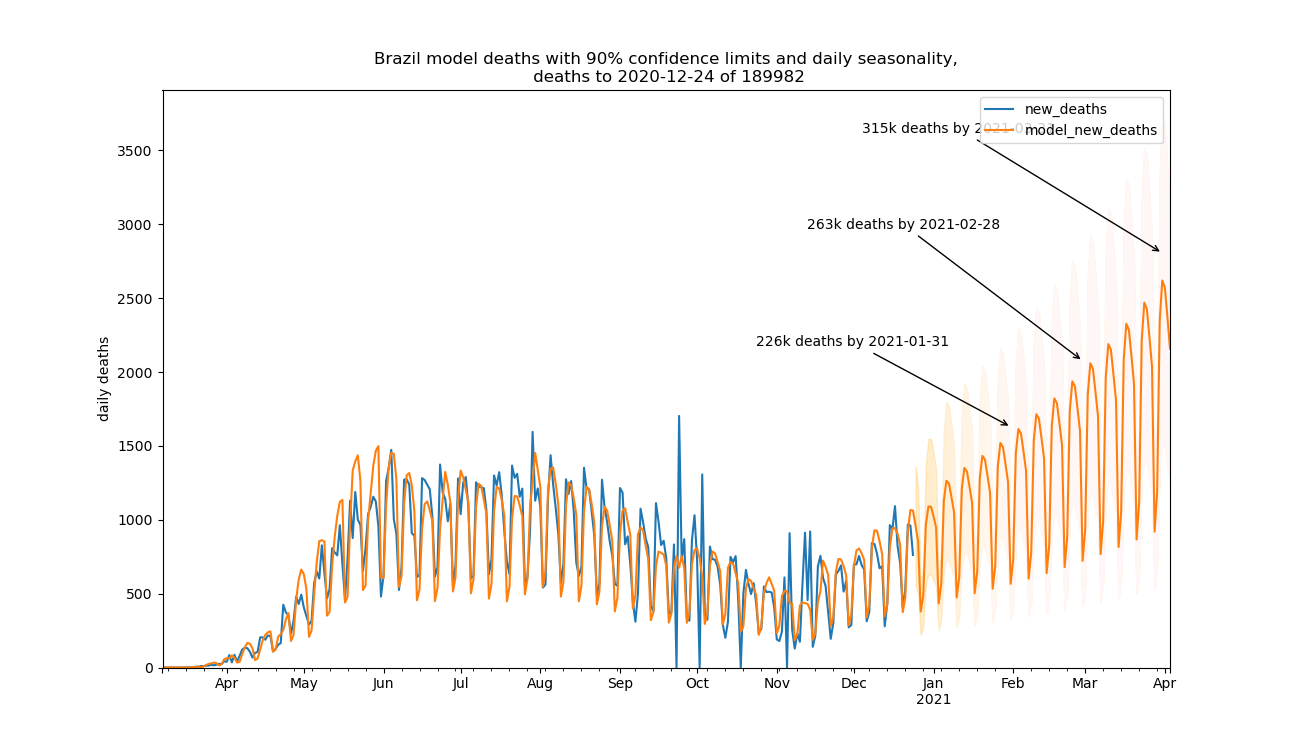 Brazil model deaths with 90% confidence limits and daily seasonality,
deaths to 2020-12-24 of 189982
new_deaths
model_new_deaths
315k deaths by 2021-03-31
263k deaths by 2021-02-28
226k deaths by 2021-01-31
daily deaths
3500
3000
2500
2000
1500
1000
500
0
Apr May Jun Jul Aug Sep Oct Nov Dec Jan Feb Mar Apr
2021